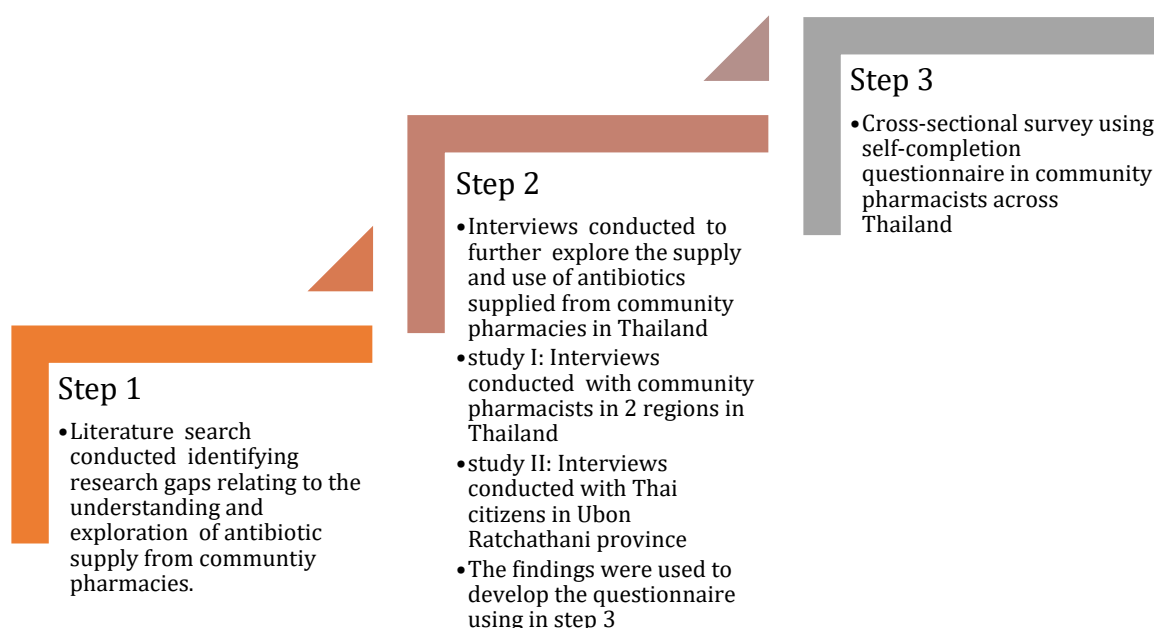 Step 1
•Literature search
conducted identifying
research gaps relating to the
understanding and
exploration of antibiotic
supply from communtiy
pharmacies.
Step 2
•Interviews conducted to
further explore the supply
and use of antibiotics
supplied from community
pharmacies in Thailand
•study I: Interviews
conducted with community
pharmacists in 2 regions in
Thailand
•study II: Interviews
conducted with Thai
citizens in Ubon
Ratchathani province
•The findings were used to
develop the questionnaire
using in step 3
Step 3
•Cross-sectional survey using
self-completion
questionnaire in community
pharmacists across
Thailand